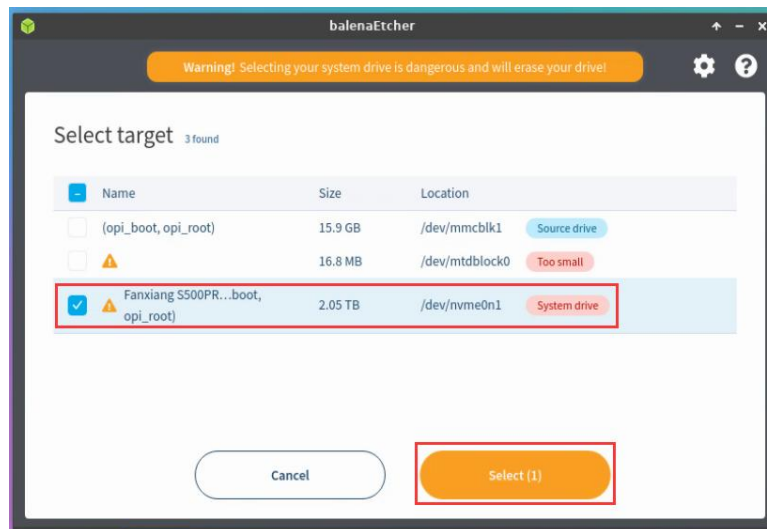 balenaEtcher
Warning! Selecting your system drive is dangerous and will erase your drive!
Select target 3 found
Name Size Location
(opi_boot, opi_root) 15.9 GB /dev/mmcblk1 Source drive
16.8 MB /dev/mtdblock0 Too small
Fanxiang S500PR...boot,
opi_root) 2.05 TB /dev/nvme0n1 System drive
Cancel Select (1)